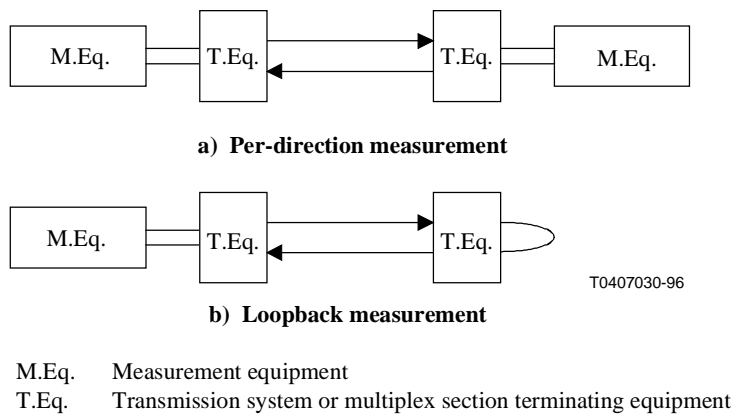 M.Eq. T.Eq. T.Eq. M.Eq.
a) Per-direction measurement
M.Eq. T.Eq. T.Eq.
T0407030-96
b) Loopback measurement
M.Eq. Measurement equipment
T.Eq. Transmission system or multiplex section terminating equipment